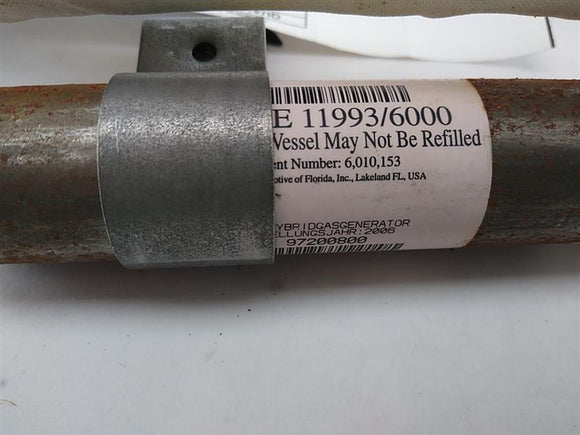 E 11993/6000
Vessel May Not Be Refilled
ent Number: 6,010,153
otive of Florida, Inc., Lakeland FL, USA
YBRIDGASGENERATOR
ELLUNGSJAHR:2006
97200800